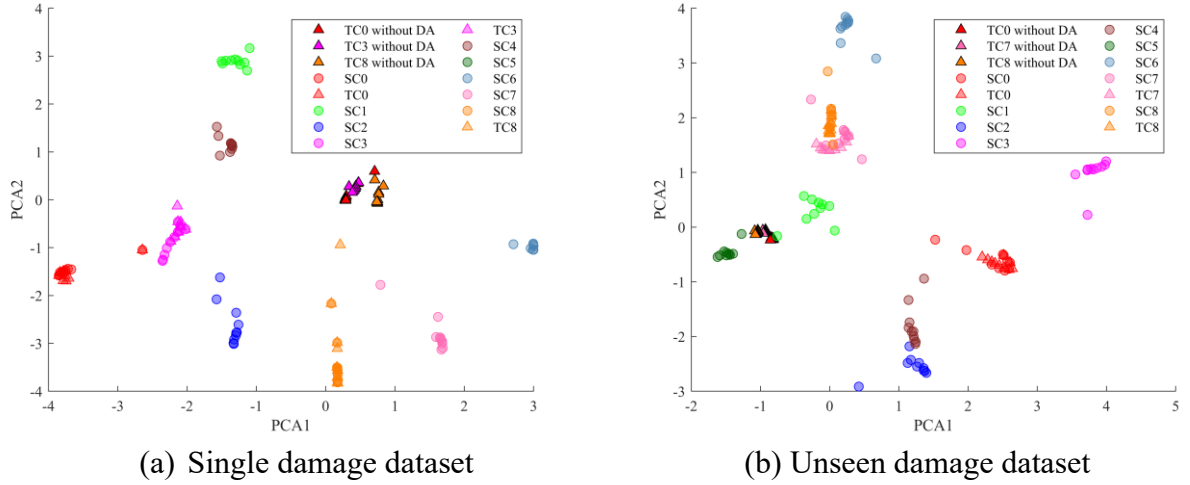 4
3
2
1
0
-1
-2
-3
-4
PCA2
-4
-3
-2
-1
0
1
2
3
PCA1
TC0 without DA
TC3 without DA
TC8 without DA
SC0
TC0
SC1
SC2
SC3
TC3
SC4
SC5
SC6
SC7
SC8
TC8
(a) Single damage dataset
4
3
2
1
0
-1
-2
-3
PCA2
-2
-1
0
1
2
3
4
5
PCA1
TC0 without DA
TC7 without DA
TC8 without DA
SC0
TC0
SC1
SC2
SC3
SC4
SC5
SC6
SC7
TC7
SC8
TC8
(b) Unseen damage dataset